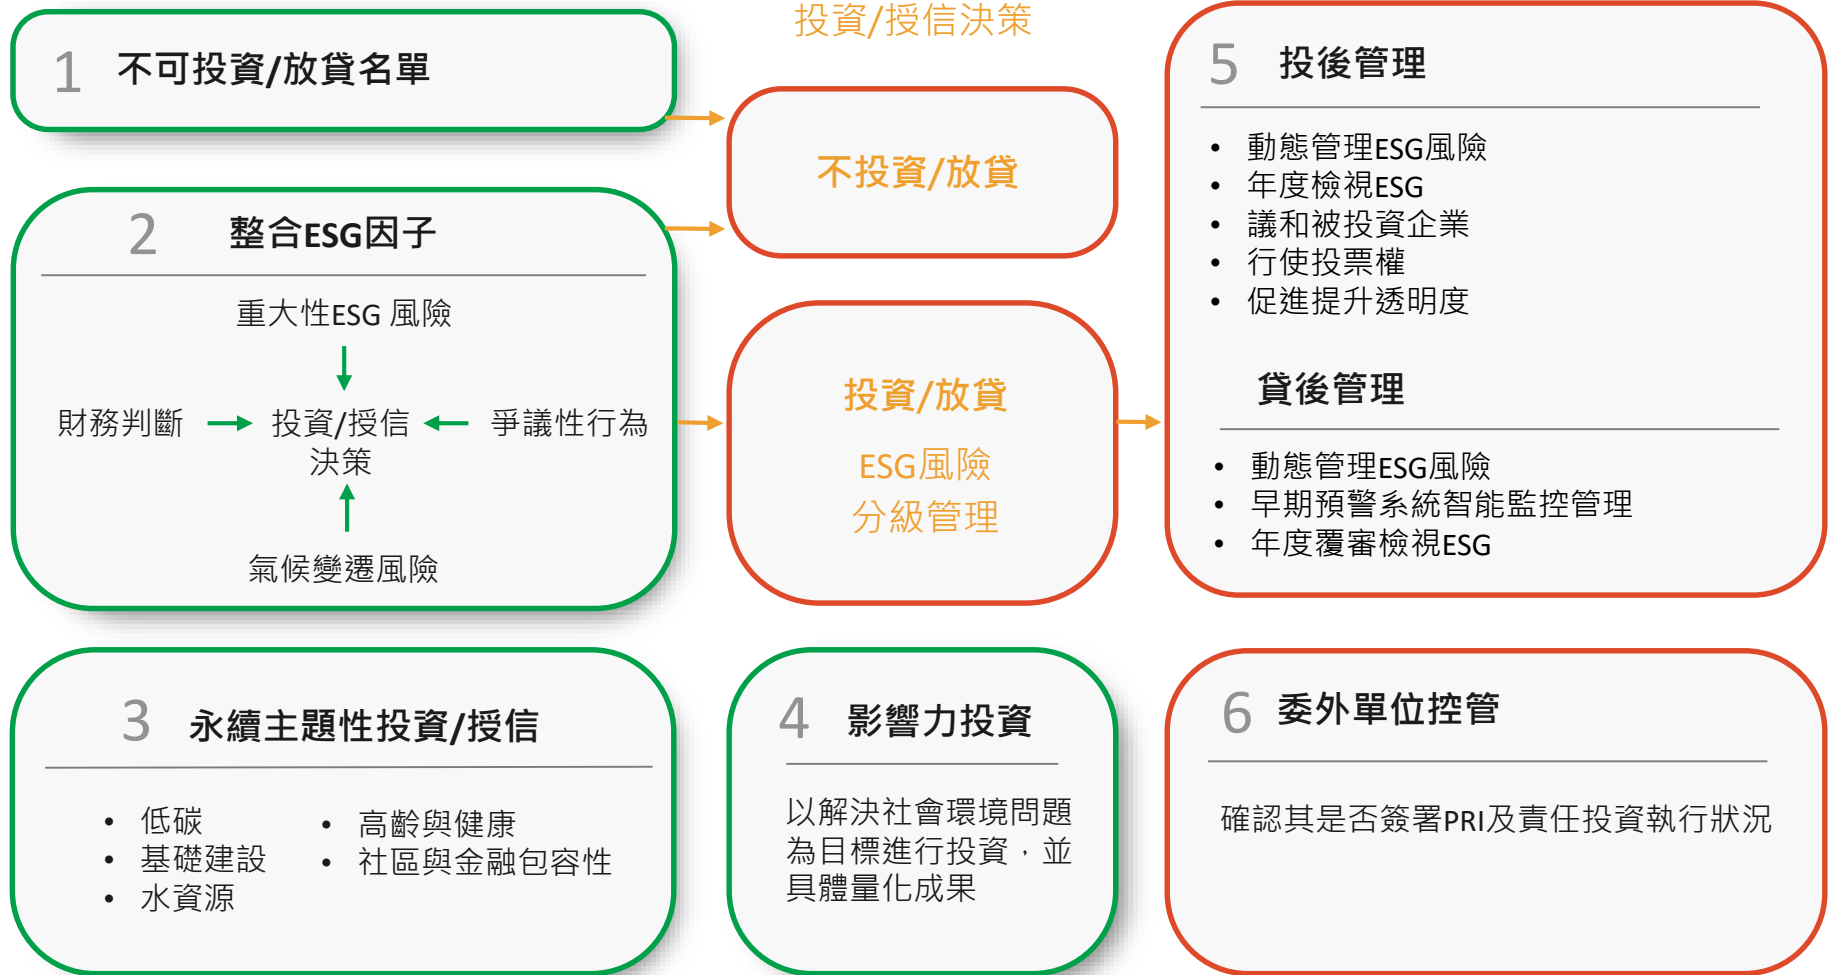 投資/授信決策
1 不可投資/放貸名單
不投資/放貸
2 整合ESG因子
重大性ESG 風險
財務判斷
投資/授信
決策
爭議性行為
氣候變遷風險
投資/放貸
ESG風險
分級管理
5 投後管理
• 動態管理ESG風險
• 年度檢視ESG
• 議和被投資企業
• 行使投票權
• 促進提升透明度
貸後管理
• 動態管理ESG風險
• 早期預警系統智能監控管理
• 年度覆審檢視ESG
3 永續主題性投資/授信
• 低碳
• 基礎建設
• 水資源
• 高齡與健康
• 社區與金融包容性
4 影響力投資
以解決社會環境問題
為目標進行投資，並
具體量化成果
6 委外單位控管
確認其是否簽署PRI及責任投資執行狀況